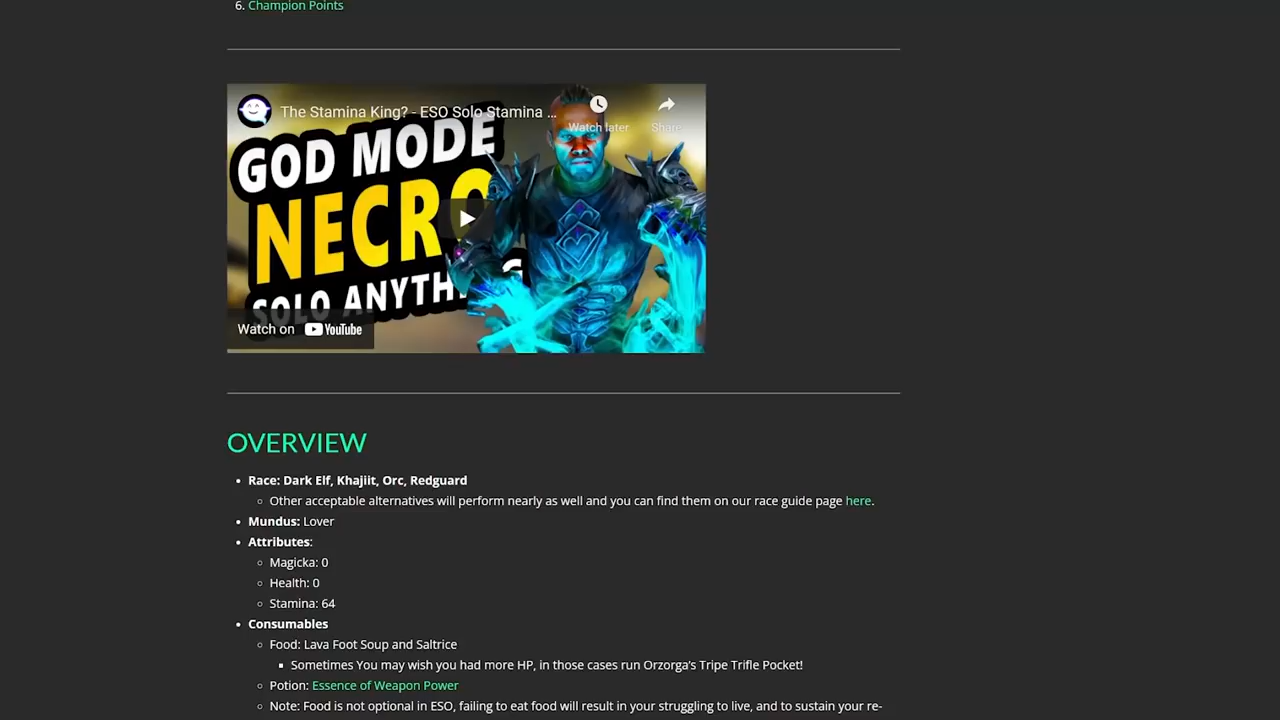 6. Champion Points
The Stamina King? - ESO Solo Stamina ...
Watch later
Share
GOD MODE
NECRO
SOLO ANYTHING
Watch on YouTube
OVERVIEW
• Race: Dark Elf, Khajiit, Orc, Redguard
○ Other acceptable alternatives will perform nearly as well and you can find them on our race guide page here.
• Mundus: Lover
• Attributes:
○ Magicka: 0
○ Health: 0
○ Stamina: 64
• Consumables
○ Food: Lava Foot Soup and Saltrice
▪ Sometimes You may wish you had more HP, in those cases run Orzorga's Tripe Trifle Pocket!
○ Potion: Essence of Weapon Power
○ Note: Food is not optional in ESO, failing to eat food will result in your struggling to live, and to sustain your re-